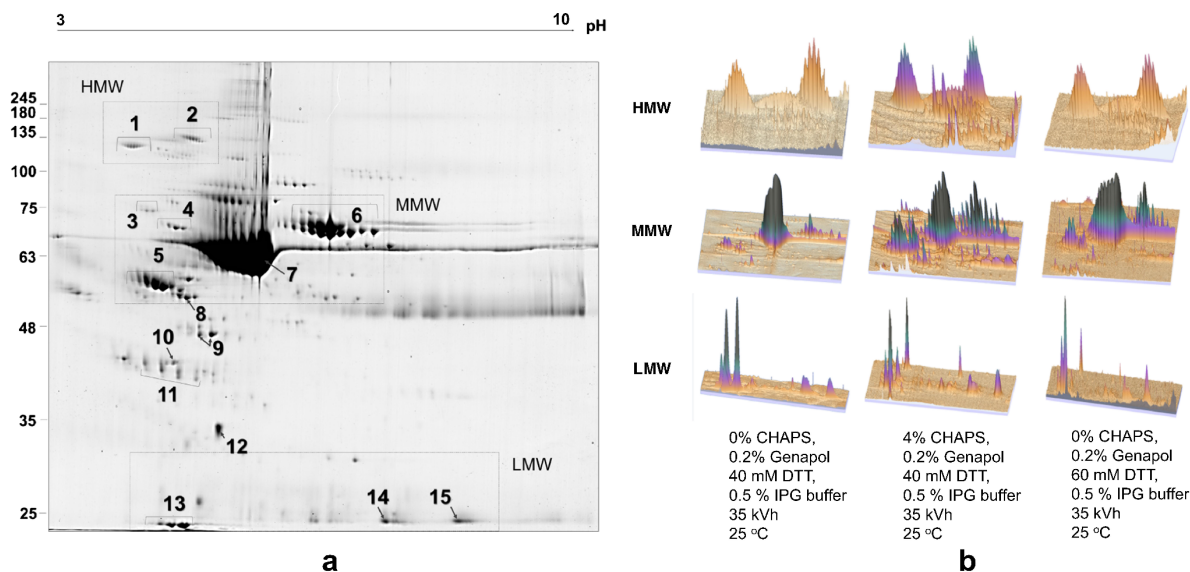 3
10
pH
HMW
245
180
135
1
2
100
75
3
4
6
MMW
63
5
7
8
48
10
9
11
35
12
LMW
25
13
14
15
a
HMW
MMW
LMW
0% CHAPS,
0.2% Genapol
40 mM DTT,
0.5 % IPG buffer
35 kVh
25 °C
4% CHAPS,
0.2% Genapol
40 mM DTT,
0.5 % IPG buffer
35 kVh
25 °C
0% CHAPS,
0.2% Genapol
60 mM DTT,
0.5 % IPG buffer
35 kVh
25 °C
b